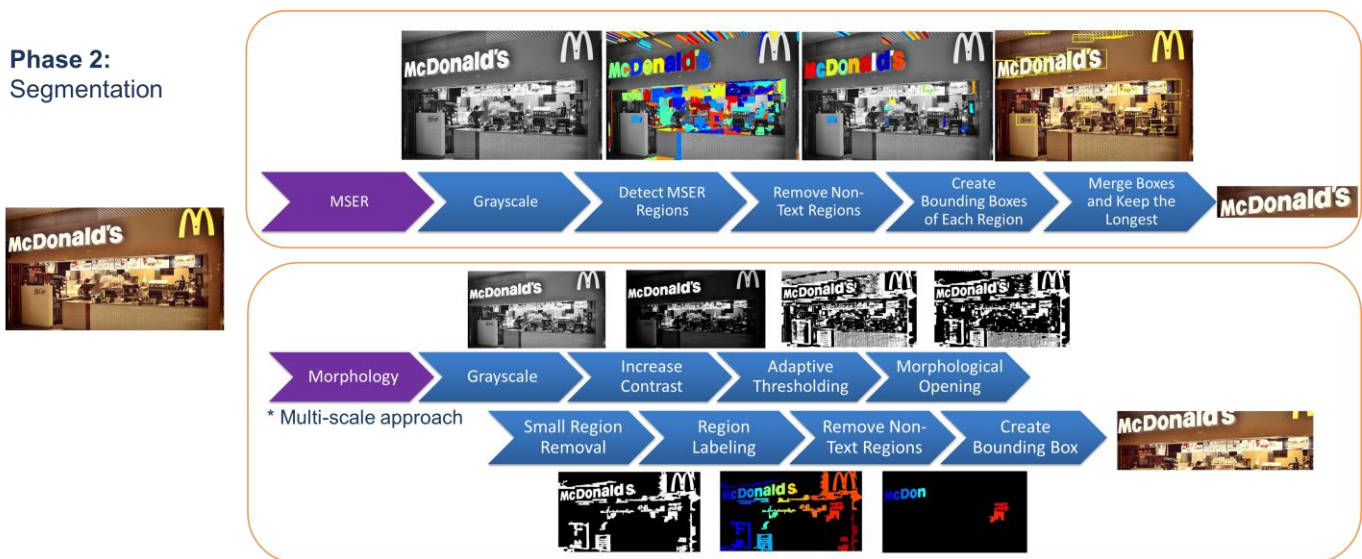 Phase 2:
Segmentation
McDonald's
McDonald's
McDonald's
McDonald's
McDonald's
MSER
Grayscale
Detect MSER
Regions
Remove Non-
Text Regions
Create
Bounding Boxes
of Each Region
Merge Boxes
and Keep the
Longest
McDonald's
McDonald's
McDonald's
McDonald's
McDonald's
Morphology
Grayscale
Increase
Contrast
Adaptive
Thresholding
Morphological
Opening
* Multi-scale approach
Small Region
Removal
Region
Labeling
Remove Non-
Text Regions
Create
Bounding Box
McDonald's
McDonald s
McDonald s
McDon